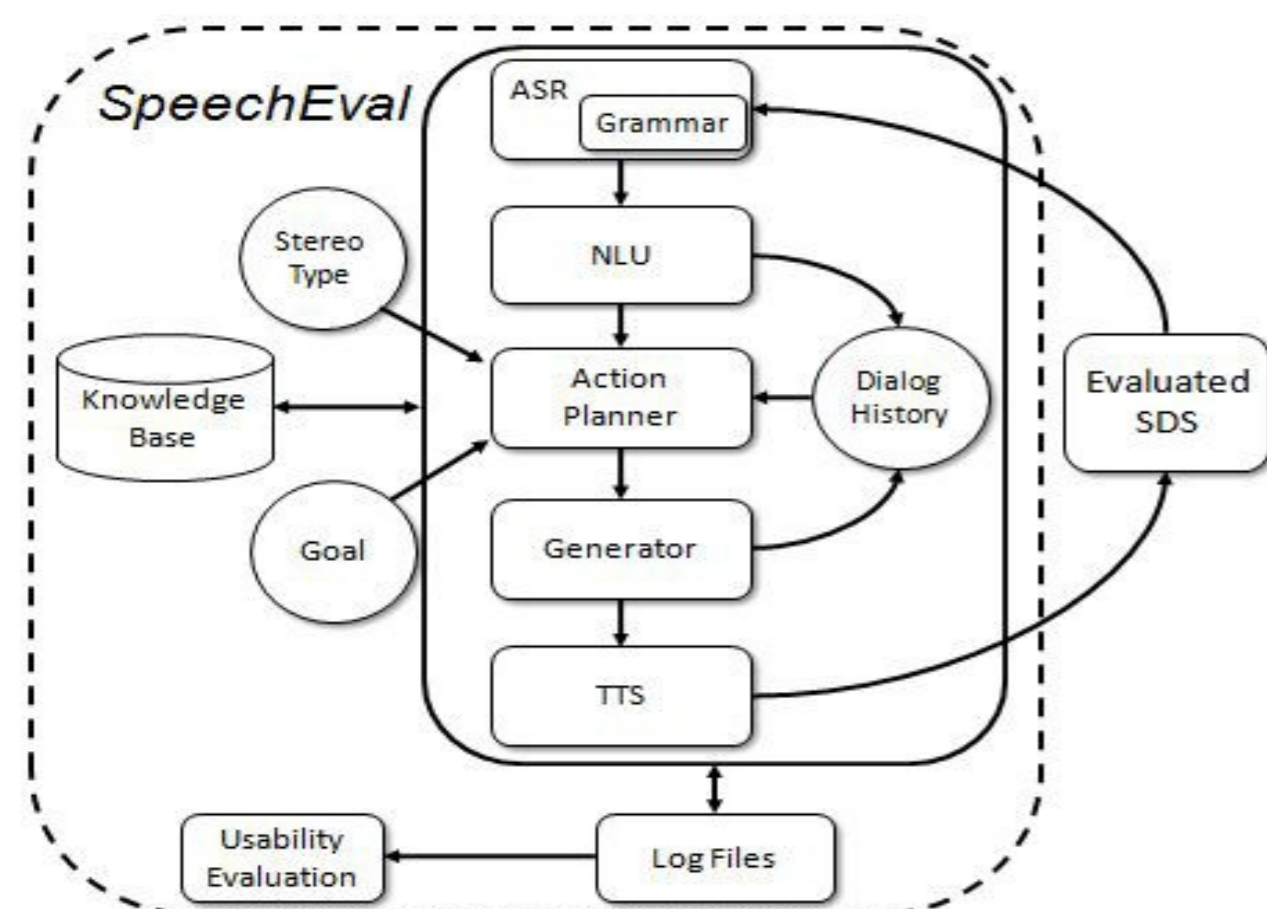 SpeechEval
ASR
Grammar
Stereo
Type
NLU
Knowledge
Base
Action
Planner
Dialog
History
Evaluated
SDS
Goal
Generator
TTS
Usability
Evaluation
Log Files